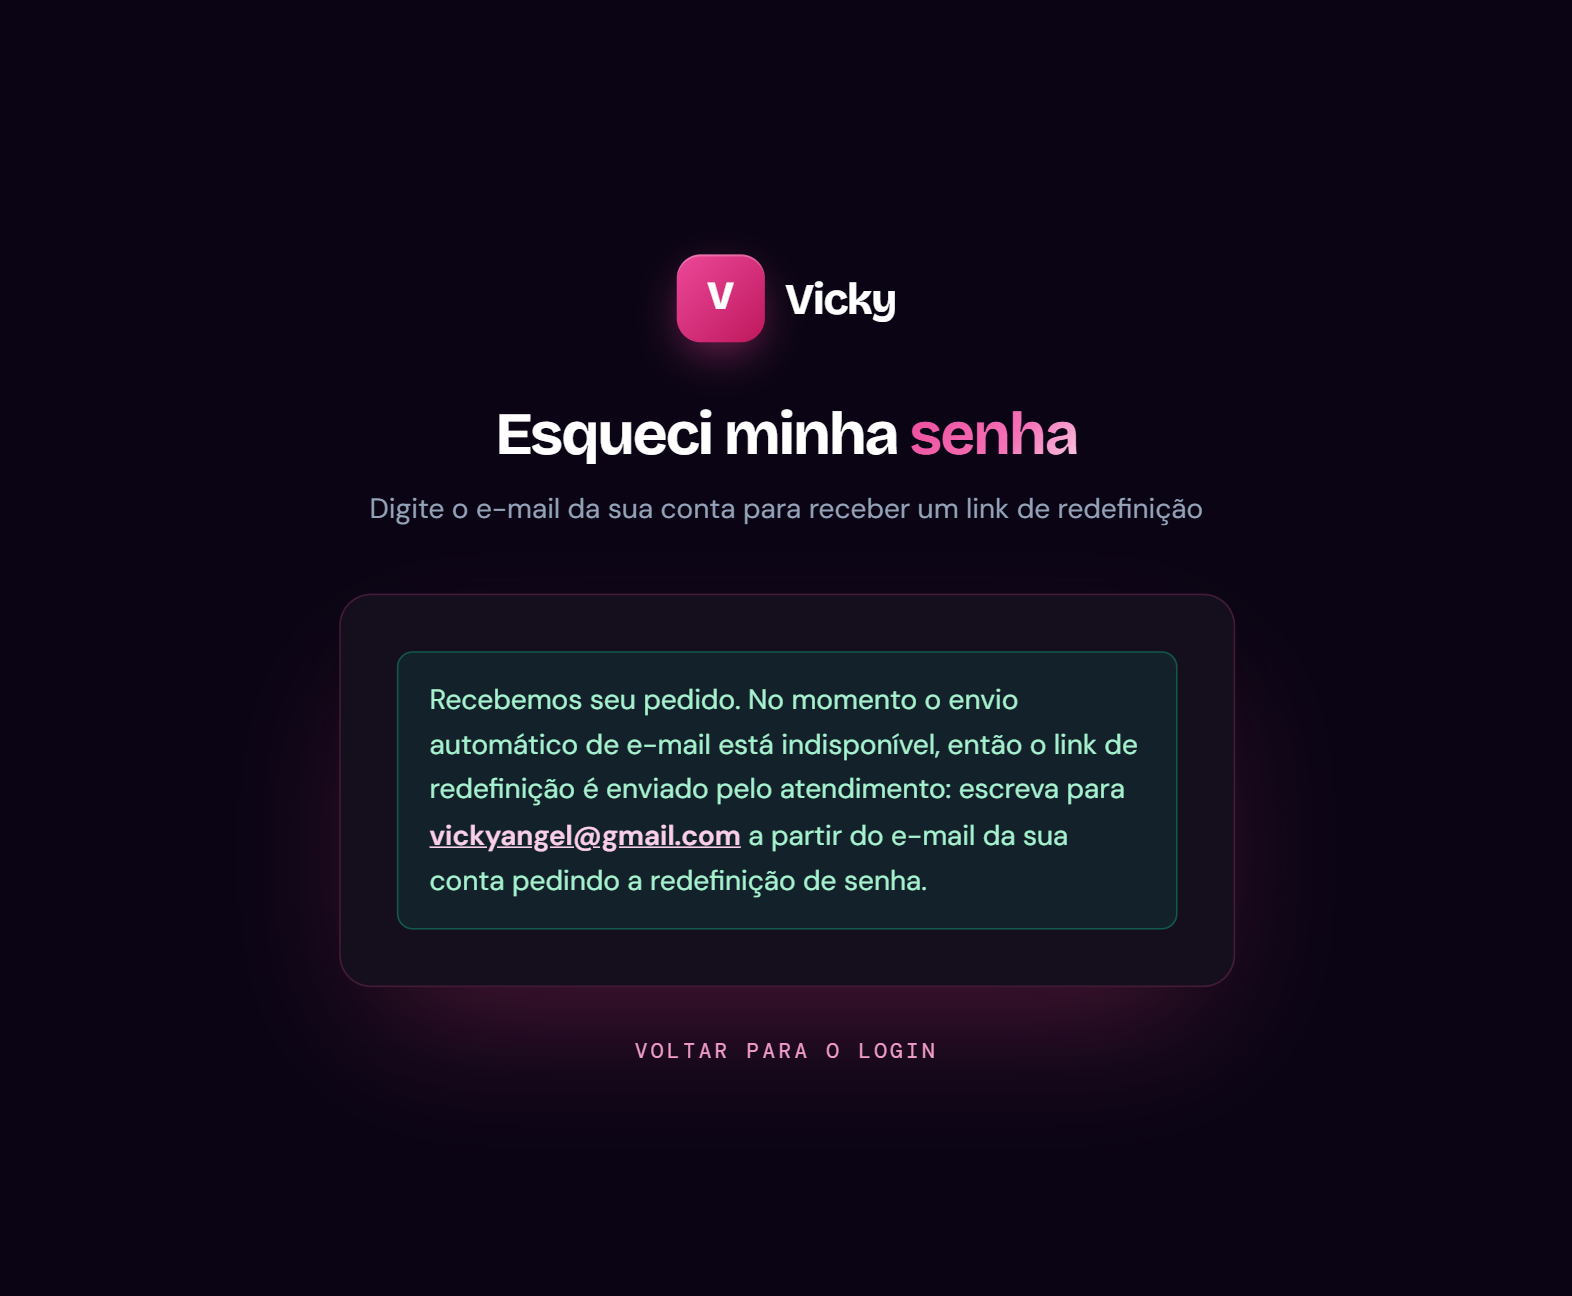 V
Vicky
Esqueci minha senha
Digite o e-mail da sua conta para receber um link de redefinição
Recebemos seu pedido. No momento o envio
automático de e-mail está indisponível, então o link de
redefinição é enviado pelo atendimento: escreva para
vickyangel@gmail.com a partir do e-mail da sua
conta pedindo a redefinição de senha.
VOLTAR PARA O LOGIN